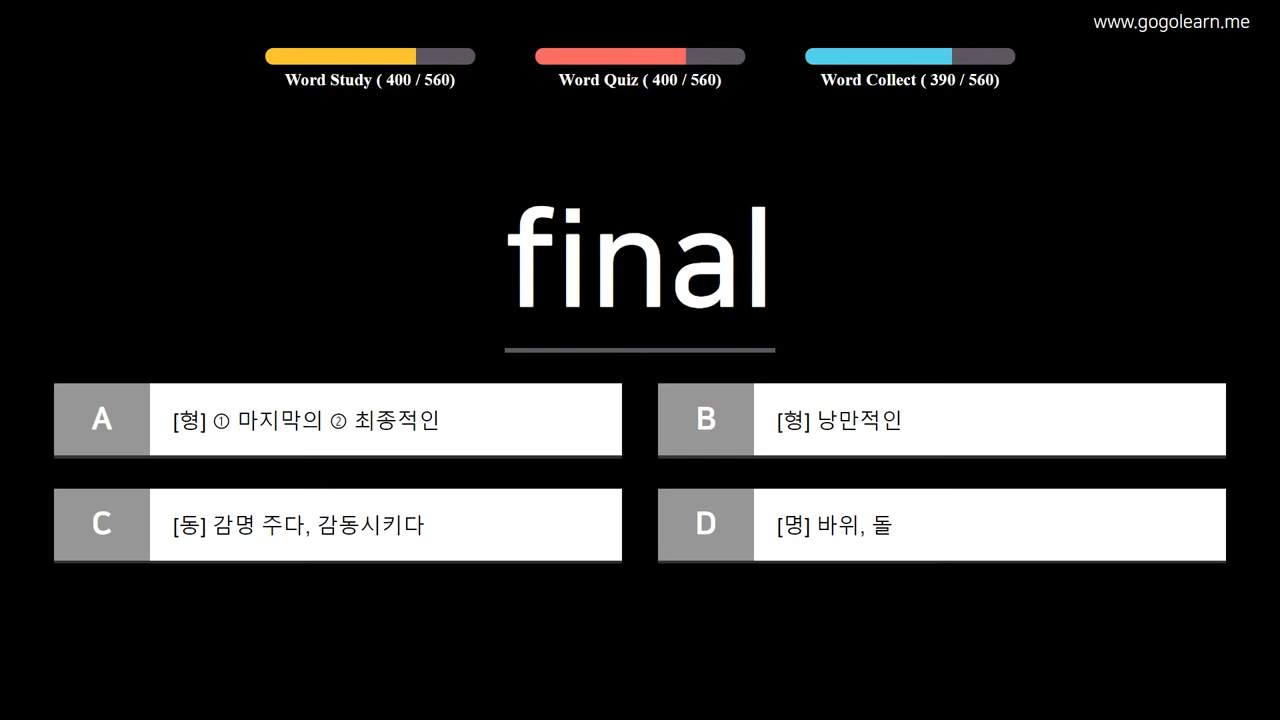 www.gogolearn.me
Word Study ( 400 / 560)
Word Quiz ( 400 / 560)
Word Collect ( 390 / 560)
final
A [형] ① 마지막의 ② 최종적인
B [형] 낭만적인
C [동] 감명 주다, 감동시키다
D [명] 바위, 돌